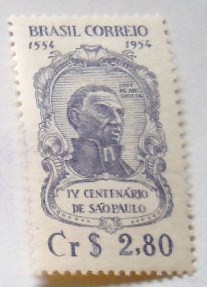 BRASIL CORREIO
1554 1954
IV CENTENÁRIO
DE SÃO PAULO
Cr $ 2,80